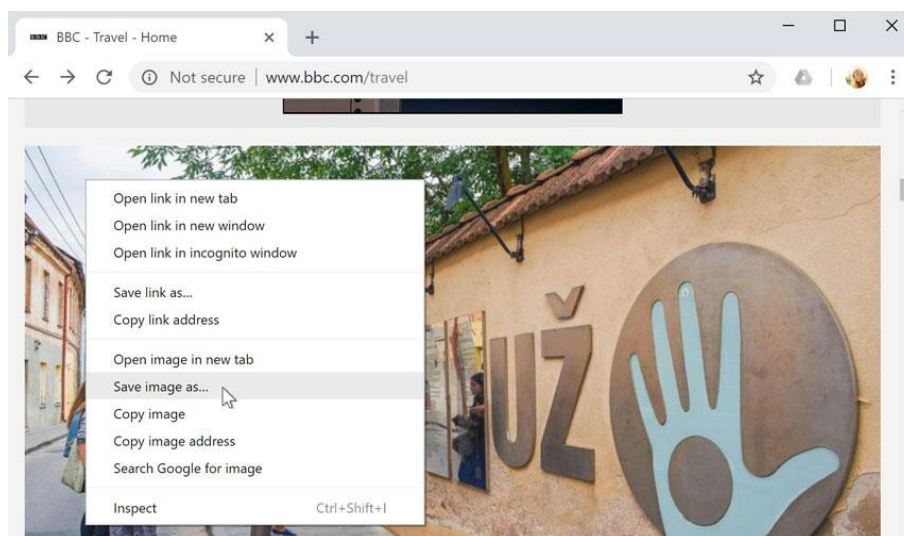 BBC - Travel - Home
Not secure | www.bbc.com/travel
Open link in new tab
Open link in new window
Open link in incognito window
Save link as...
Copy link address
Open image in new tab
Save image as...
Copy image
Copy image address
Search Google for image
Inspect Ctrl+Shift+I
UŽ